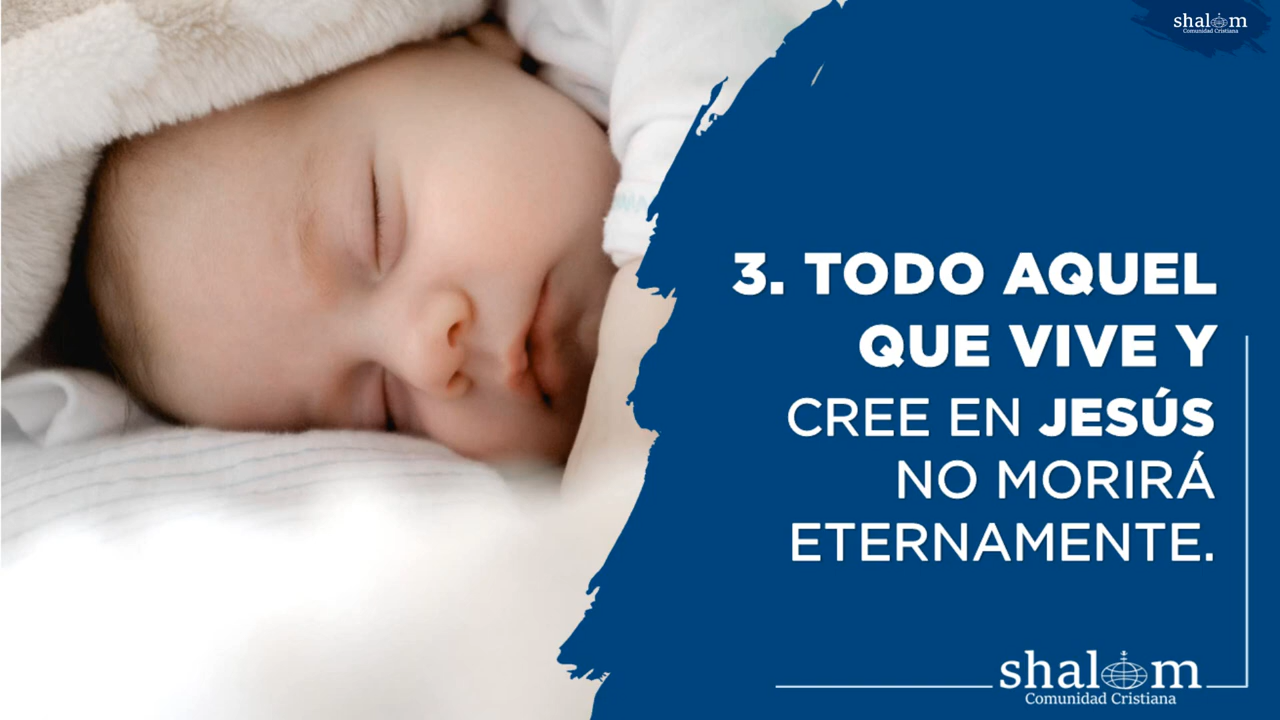 shalom
Comunidad Cristiana
3. TODO AQUEL
QUE VIVE Y
CREE EN JESÚS
NO MORIRÁ
ETERNAMENTE.
shalom
Comunidad Cristiana